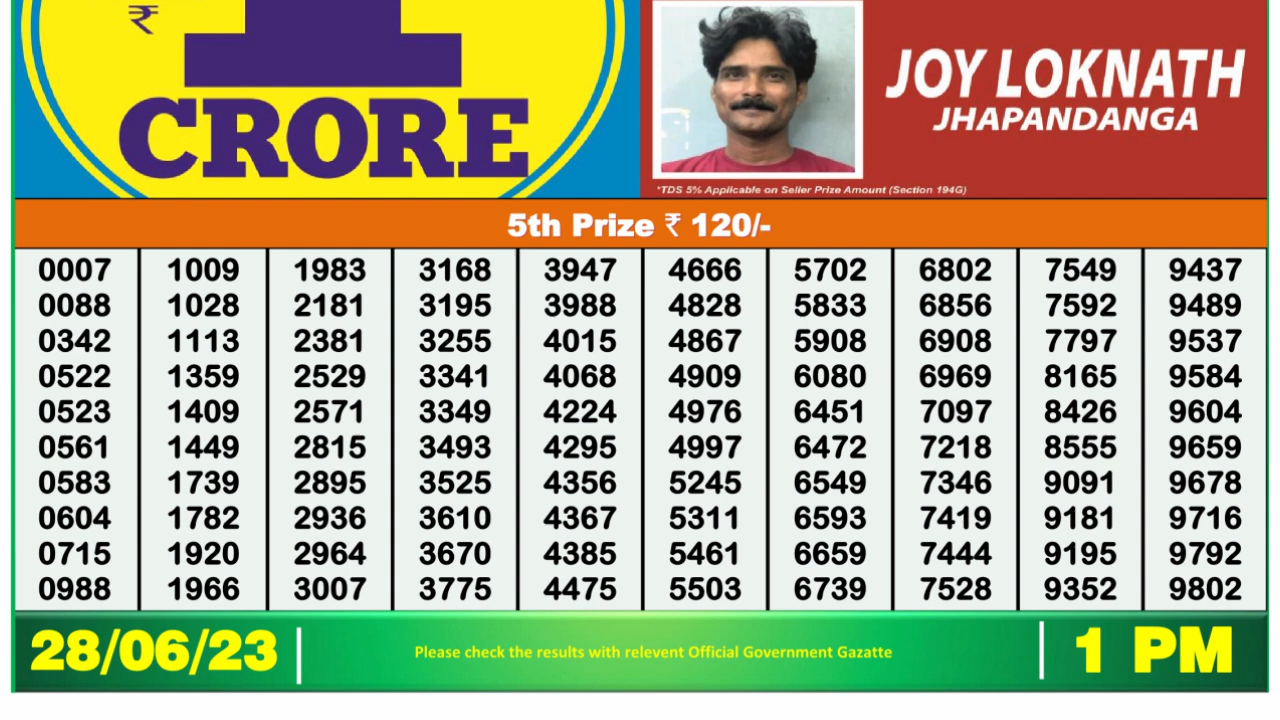 ₹
CRORE
JOY LOKNATH
JHAPANDANGA
*TDS 5% Applicable on Seller Prize Amount (Section 194G)
5th Prize ₹ 120/-
0007 1009 1983 3168 3947 4666 5702 6802 7549 9437
0088 1028 2181 3195 3988 4828 5833 6856 7592 9489
0342 1113 2381 3255 4015 4867 5908 6908 7797 9537
0522 1359 2529 3341 4068 4909 6080 6969 8165 9584
0523 1409 2571 3349 4224 4976 6451 7097 8426 9604
0561 1449 2815 3493 4295 4997 6472 7218 8555 9659
0583 1739 2895 3525 4356 5245 6549 7346 9091 9678
0604 1782 2936 3610 4367 5311 6593 7419 9181 9716
0715 1920 2964 3670 4385 5461 6659 7444 9195 9792
0988 1966 3007 3775 4475 5503 6739 7528 9352 9802
28/06/23
Please check the results with relevent Official Government Gazatte
1 PM